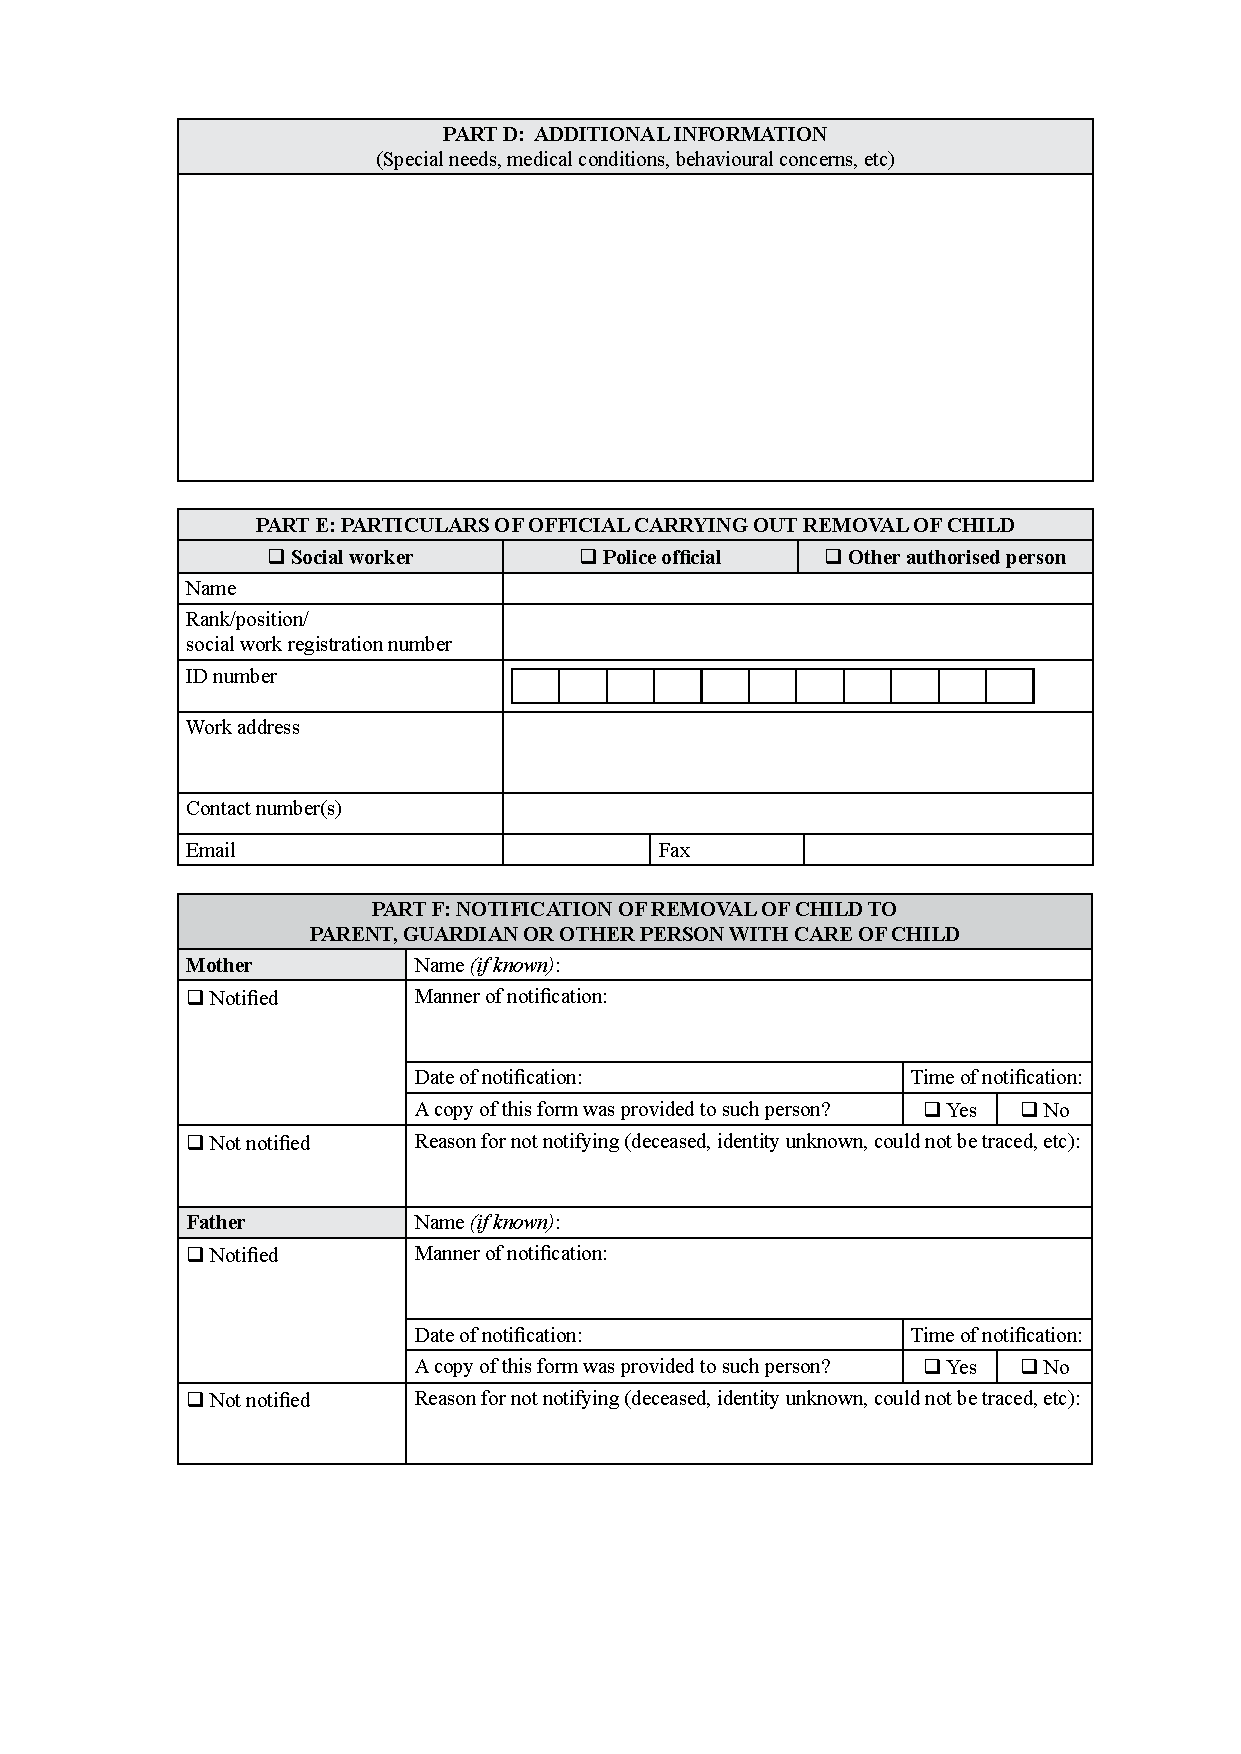 PART D: ADDITIONAL INFORMATION
(Special needs, medical conditions, behavioural concerns, etc)
PART E: PARTICULARS OF OFFICIAL CARRYING OUT REMOVAL OF CHILD
❑ Social worker ❑ Police official ❑ Other authorised person
Name
Rank/position/
social work registration number
ID number
Work address
Contact number(s)
Email Fax
PART F: NOTIFICATION OF REMOVAL OF CHILD TO
PARENT, GUARDIAN OR OTHER PERSON WITH CARE OF CHILD
Mother Name (if known):
❑ Notified Manner of notification:
Date of notification: Time of notification:
A copy of this form was provided to such person? ❑ Yes ❑ No
❑ Not notified Reason for not notifying (deceased, identity unknown, could not be traced, etc):
Father Name (if known):
❑ Notified Manner of notification:
Date of notification: Time of notification:
A copy of this form was provided to such person? ❑ Yes ❑ No
❑ Not notified Reason for not notifying (deceased, identity unknown, could not be traced, etc):